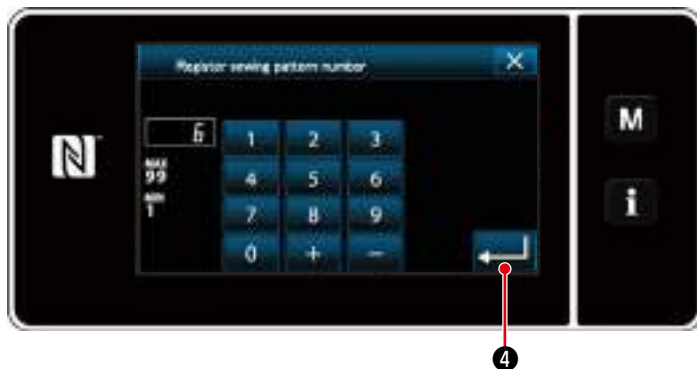 Register sewing pattern number
6
MAX
99
MIN
1
1 2 3
4 5 6
7 8 9
0 + −
M
i
4